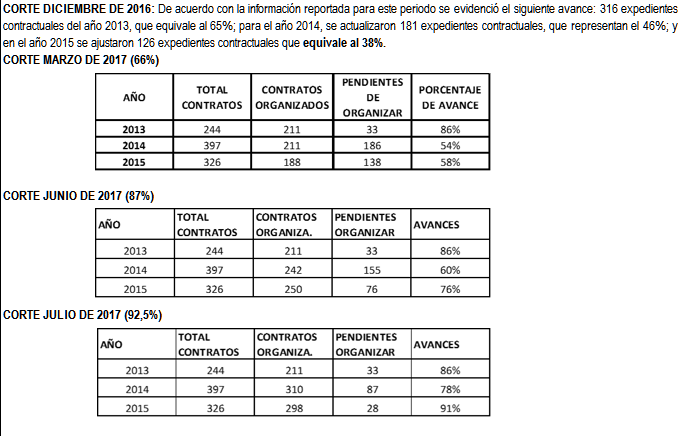 CORTE DICIEMBRE DE 2016: De acuerdo con la información reportada para este periodo se evidenció el siguiente avance: 316 expedientes
contractuales del año 2013, que equivale al 65%; para el año 2014, se actualizaron 181 expedientes contractuales, que representan el 46%; y
en el año 2015 se ajustaron 126 expedientes contractuales que equivale al 38%.
CORTE MARZO DE 2017 (66%)
AÑO TOTAL CONTRATOS CONTRATOS ORGANIZADOS PENDIENTES DE ORGANIZAR PORCENTAJE DE AVANCE
2013 244 211 33 86%
2014 397 211 186 54%
2015 326 188 138 58%
CORTE JUNIO DE 2017 (87%)
AÑO TOTAL CONTRATOS CONTRATOS ORGANIZA. PENDIENTES ORGANIZAR AVANCES
2013 244 211 33 86%
2014 397 242 155 60%
2015 326 250 76 76%
CORTE JULIO DE 2017 (92,5%)
AÑO TOTAL CONTRATOS CONTRATOS ORGANIZA. PENDIENTES ORGANIZAR AVANCES
2013 244 211 33 86%
2014 397 310 87 78%
2015 326 298 28 91%